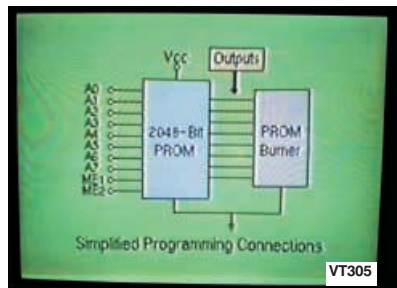 Vcc
Outputs
A0
A1
A2
A3
A4
A5
A6
A7
ME1
ME2
2048-Bit
PROM
PROM
Burner
Simplified Programming Connections
VT305